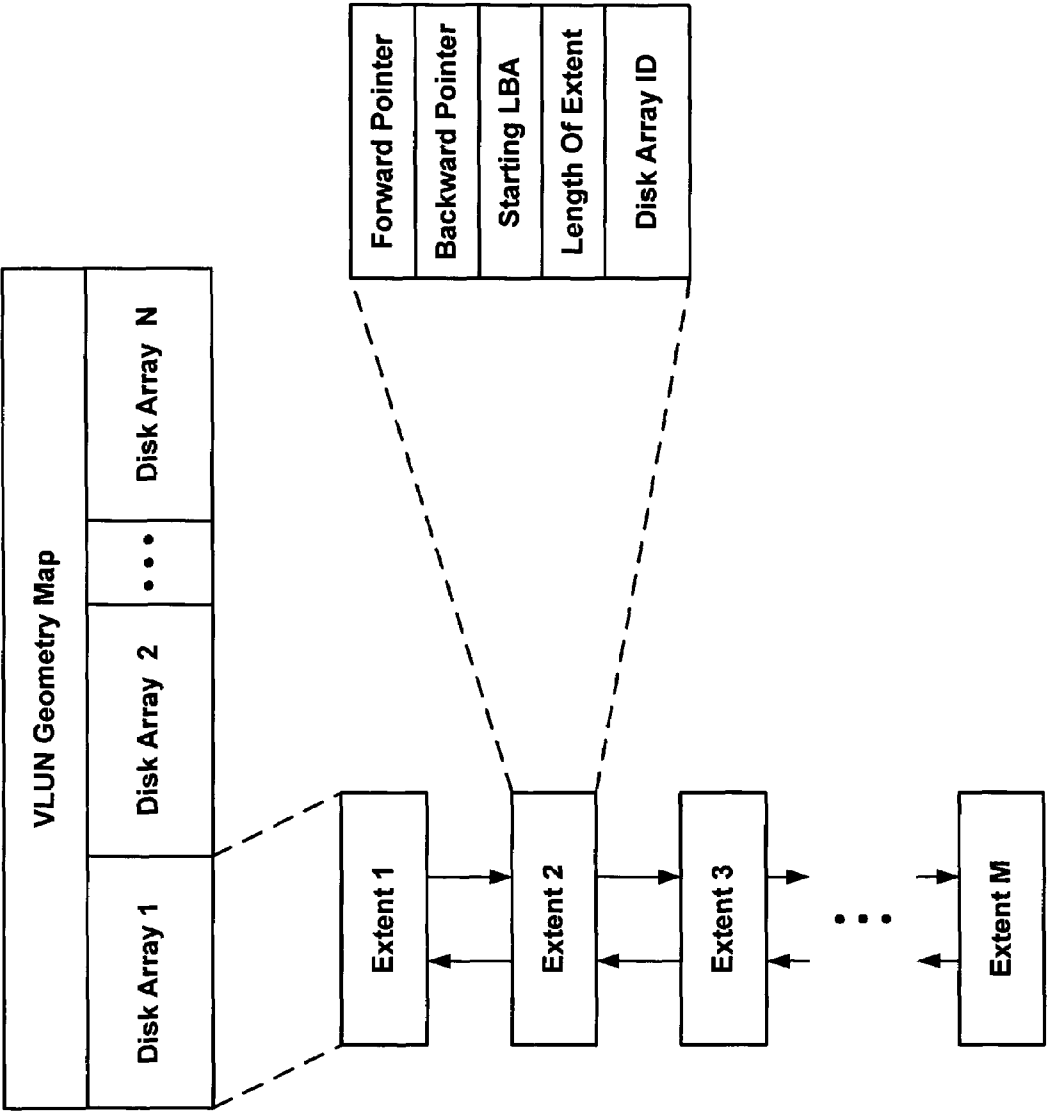 VLUN Geometry Map
Disk Array 1
Disk Array 2
•••
Disk Array N
Extent 1
Extent 2
Extent 3
•••
Extent M
Forward Pointer
Backward Pointer
Starting LBA
Length Of Extent
Disk Array ID